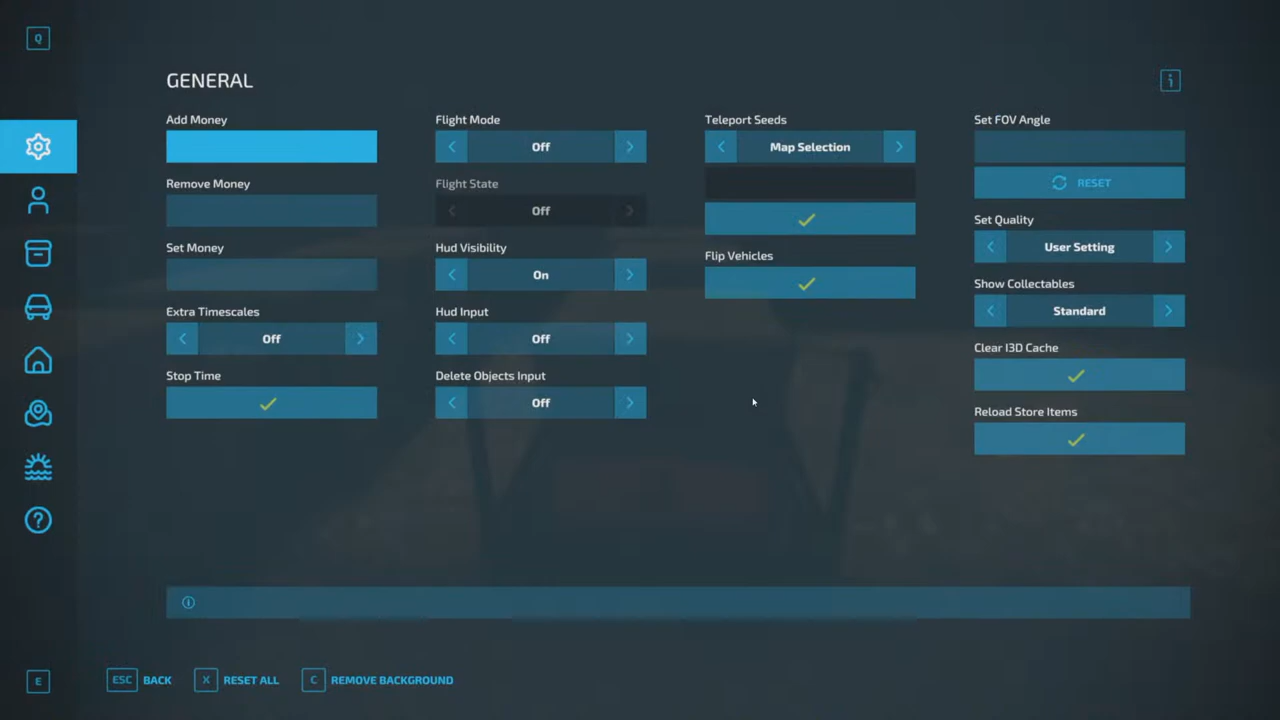 Q
GENERAL
Add Money
Remove Money
Set Money
Extra Timescales
Off
Stop Time
Flight Mode
Off
Flight State
Off
Hud Visibility
On
Hud Input
Off
Delete Objects Input
Off
Teleport Seeds
Map Selection
Flip Vehicles
Set FOV Angle
RESET
Set Quality
User Setting
Show Collectables
Standard
Clear I3D Cache
Reload Store Items
E
ESC BACK X RESET ALL C REMOVE BACKGROUND